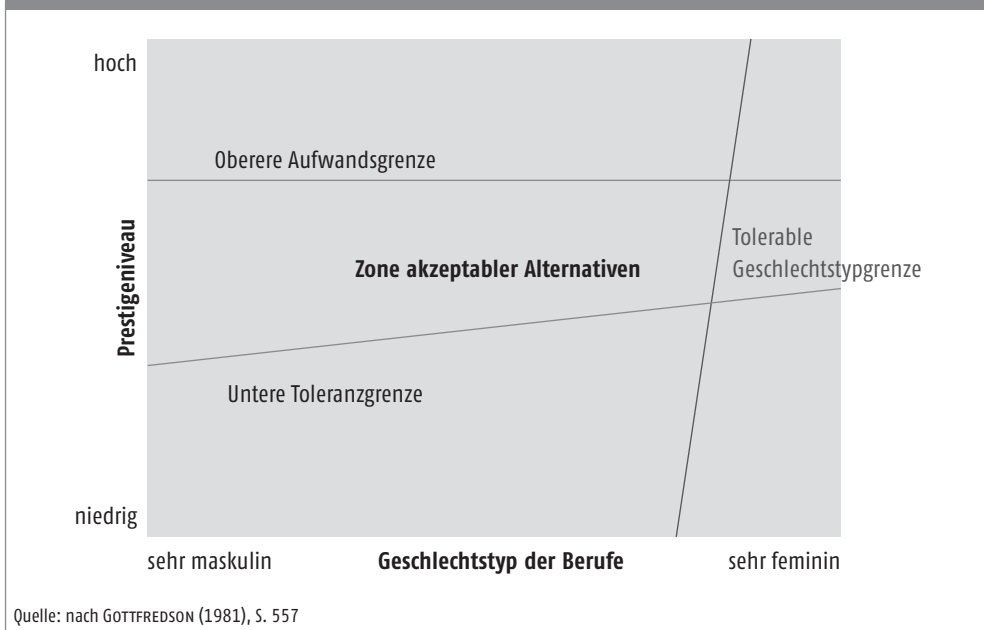 hoch
Oberere Aufwandsgrenze
Prestigeniveau
Tolerable
Geschlechtstypgrenze
Zone akzeptabler Alternativen
Untere Toleranzgrenze
niedrig
sehr maskulin Geschlechtstyp der Berufe sehr feminin
Quelle: nach GOTTFREDSON (1981), S. 557